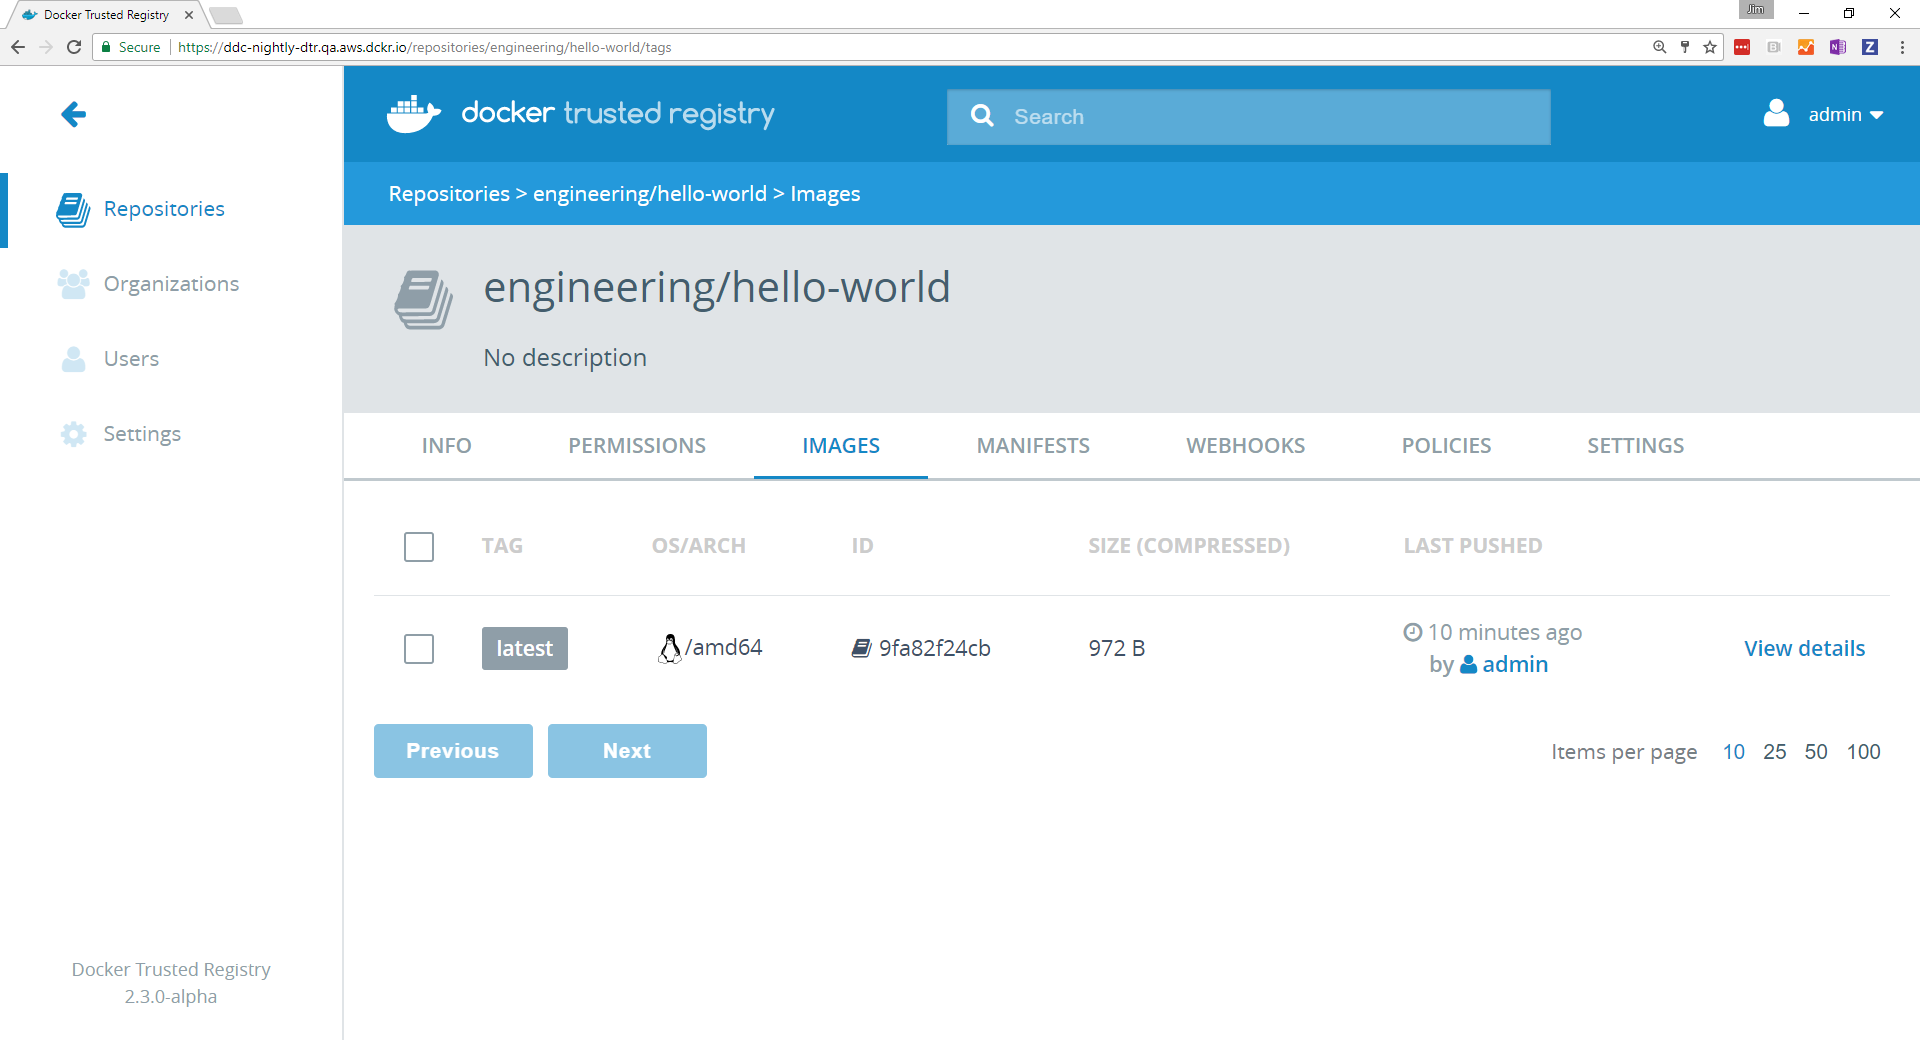 Docker Trusted Registry
Jim
Secure https://ddc-nightly-dtr.qa.aws.dckr.io/repositories/engineering/hello-world/tags
docker trusted registry
Search
admin
Repositories
Organizations
Users
Settings
Docker Trusted Registry
2.3.0-alpha
Repositories > engineering/hello-world > Images
engineering/hello-world
No description
INFO PERMISSIONS IMAGES MANIFESTS WEBHOOKS POLICIES SETTINGS
TAG OS/ARCH ID SIZE (COMPRESSED) LAST PUSHED
latest /amd64 9fa82f24cb 972 B 10 minutes ago
by admin
View details
Previous Next
Items per page 10 25 50 100